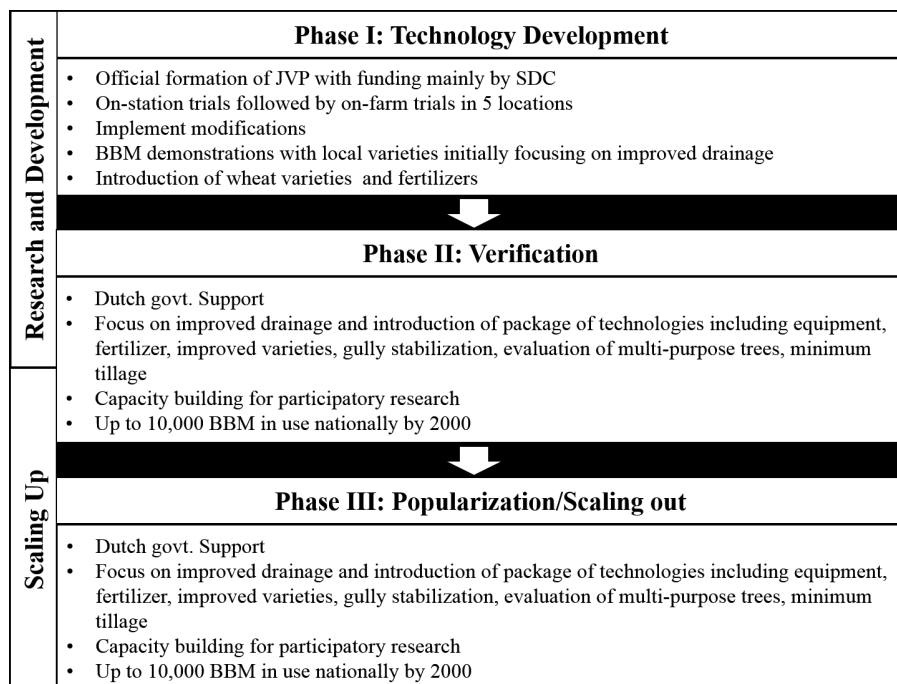 Research and Development
Phase I: Technology Development
• Official formation of JVP with funding mainly by SDC
• On-station trials followed by on-farm trials in 5 locations
• Implement modifications
• BBM demonstrations with local varieties initially focusing on improved drainage
• Introduction of wheat varieties and fertilizers
Phase II: Verification
• Dutch govt. Support
• Focus on improved drainage and introduction of package of technologies including equipment,
fertilizer, improved varieties, gully stabilization, evaluation of multi-purpose trees, minimum
tillage
• Capacity building for participatory research
• Up to 10,000 BBM in use nationally by 2000
Scaling Up
Phase III: Popularization/Scaling out
• Dutch govt. Support
• Focus on improved drainage and introduction of package of technologies including equipment,
fertilizer, improved varieties, gully stabilization, evaluation of multi-purpose trees, minimum
tillage
• Capacity building for participatory research
• Up to 10,000 BBM in use nationally by 2000